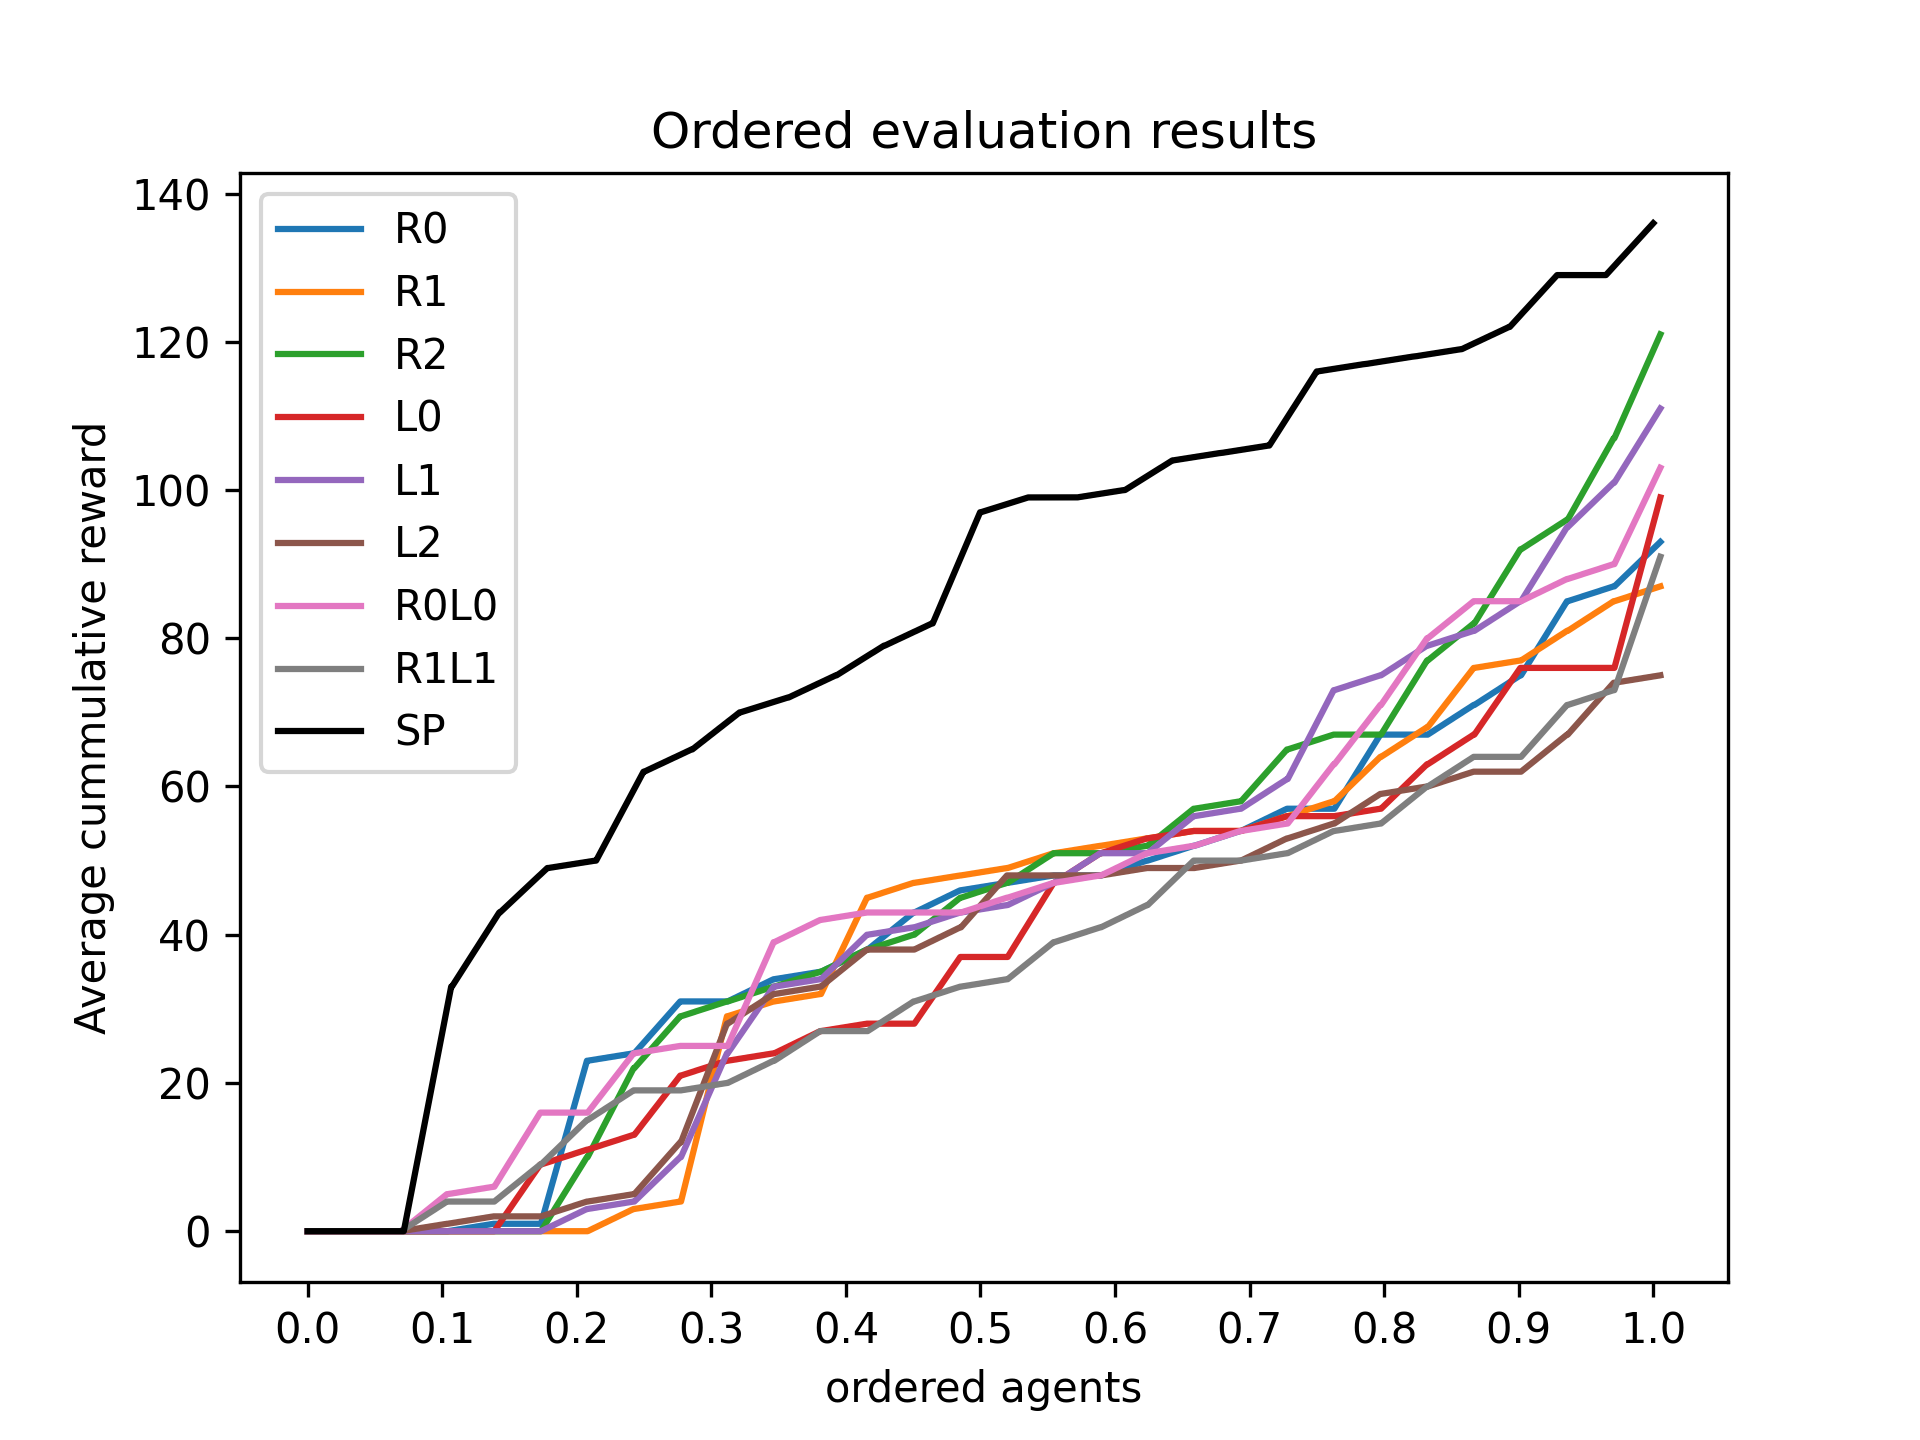 Ordered evaluation results
140
120
100
80
60
40
20
0
Average cummulative reward
R0
R1
R2
L0
L1
L2
R0L0
R1L1
SP
0.0 0.1 0.2 0.3 0.4 0.5 0.6 0.7 0.8 0.9 1.0
ordered agents